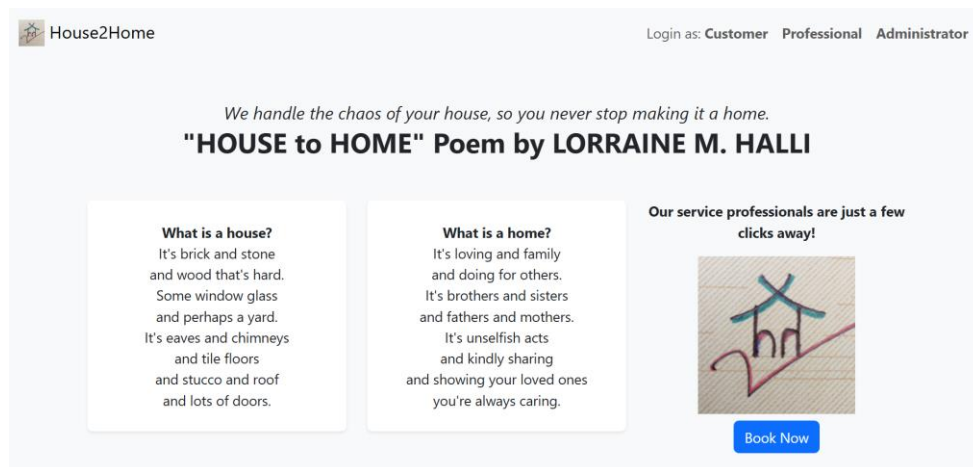 House2Home
Login as: Customer Professional Administrator
We handle the chaos of your house, so you never stop making it a home.
"HOUSE to HOME" Poem by LORRAINE M. HALLI
What is a house?
It's brick and stone
and wood that's hard.
Some window glass
and perhaps a yard.
It's eaves and chimneys
and tile floors
and stucco and roof
and lots of doors.
What is a home?
It's loving and family
and doing for others.
It's brothers and sisters
and fathers and mothers.
It's unselfish acts
and kindly sharing
and showing your loved ones
you're always caring.
Our service professionals are just a few
clicks away!
Book Now